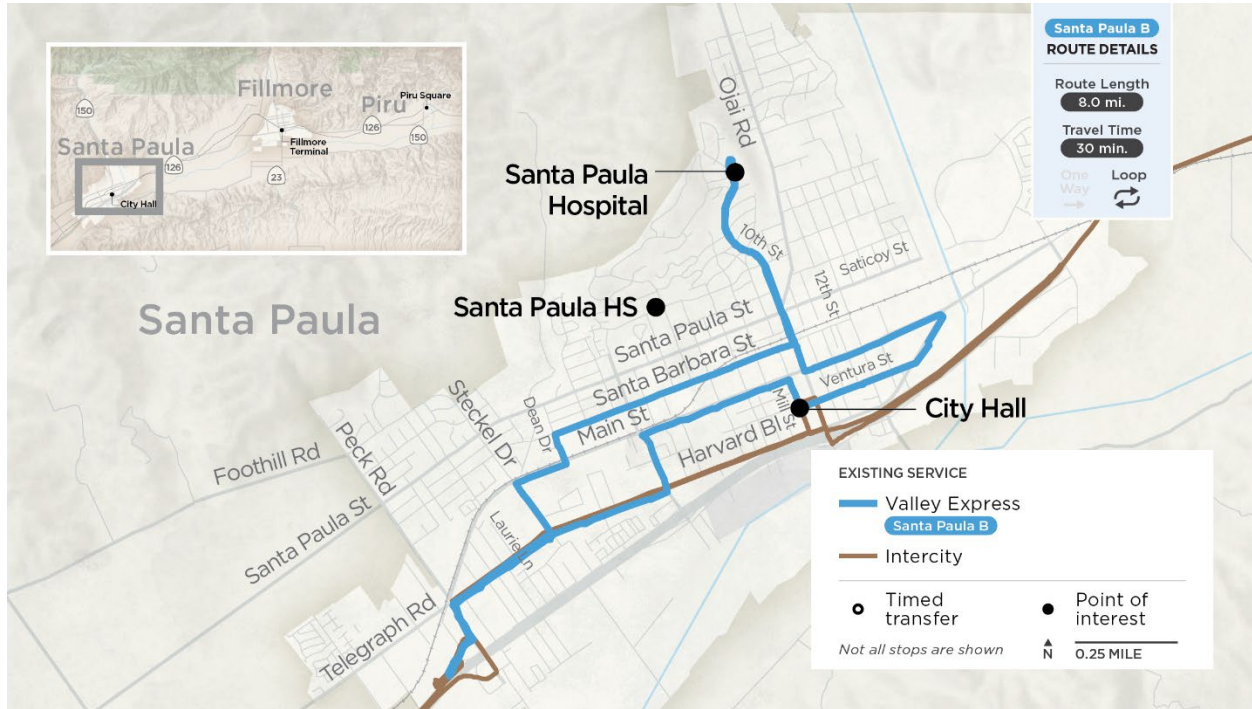 Fillmore
Piru
Piru Square
150
126
150
Fillmore
Terminal
Santa Paula
126
23
City Hall
Santa Paula B
ROUTE DETAILS
Route Length
8.0 mi.
Travel Time
30 min.
One
Way
Loop
Ojai Rd
Santa Paula
Hospital
10th St
12th St
Saticoy St
Santa Paula
Santa Paula HS
Santa Paula St
Santa Barbara St
Main St
Dean Dr
Steckel Dr
Peck Rd
Foothill Rd
Santa Paula St
Laurie Ln
Telegraph Rd
Harvard Bl
Mill St
Ventura St
City Hall
EXISTING SERVICE
Valley Express
Santa Paula B
Intercity
Timed
transfer
Point of
interest
Not all stops are shown
N
0.25 MILE